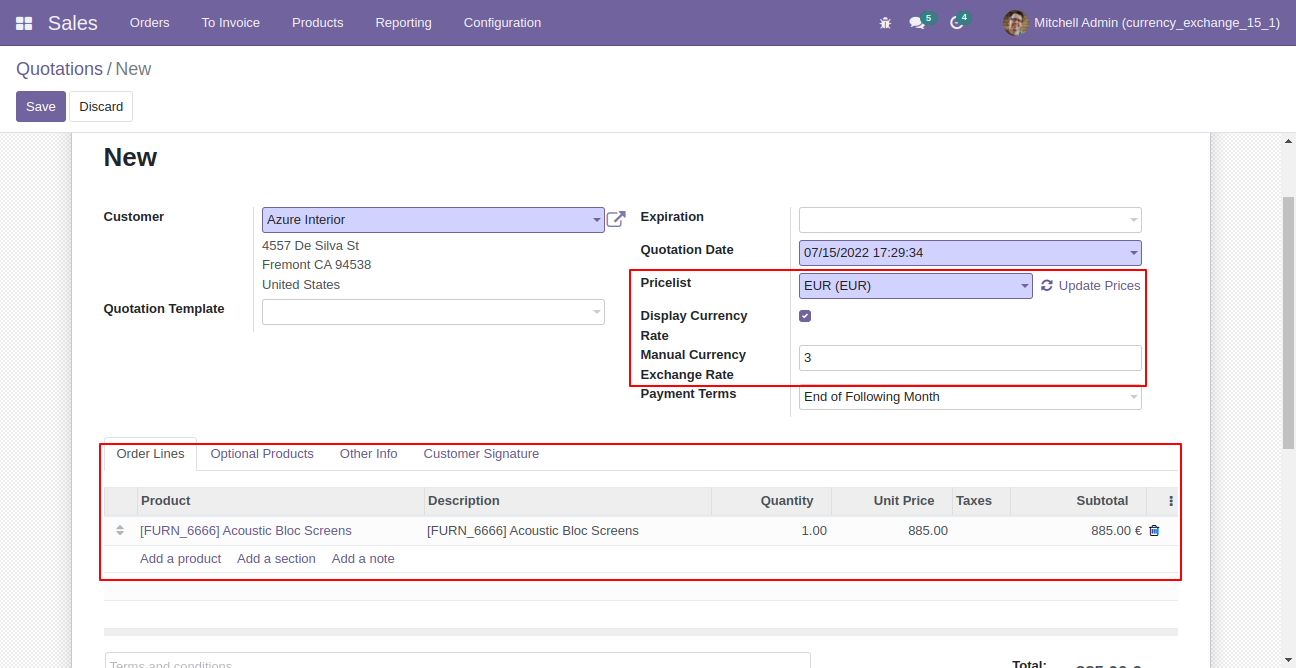 Sales Orders To Invoice Products Reporting Configuration 5 4 Mitchell Admin (currency_exchange_15_1)
Quotations / New
Save Discard
New
Customer Azure Interior
4557 De Silva St
Fremont CA 94538
United States
Quotation Template
Expiration
Quotation Date 07/15/2022 17:29:34
Pricelist EUR (EUR) Update Prices
Display Currency
Rate
Manual Currency 3
Exchange Rate
Payment Terms End of Following Month
Order Lines Optional Products Other Info Customer Signature
Product Description Quantity Unit Price Taxes Subtotal
[FURN_6666] Acoustic Bloc Screens [FURN_6666] Acoustic Bloc Screens 1.00 885.00 885.00 €
Add a product Add a section Add a note
Terms and conditions Total: